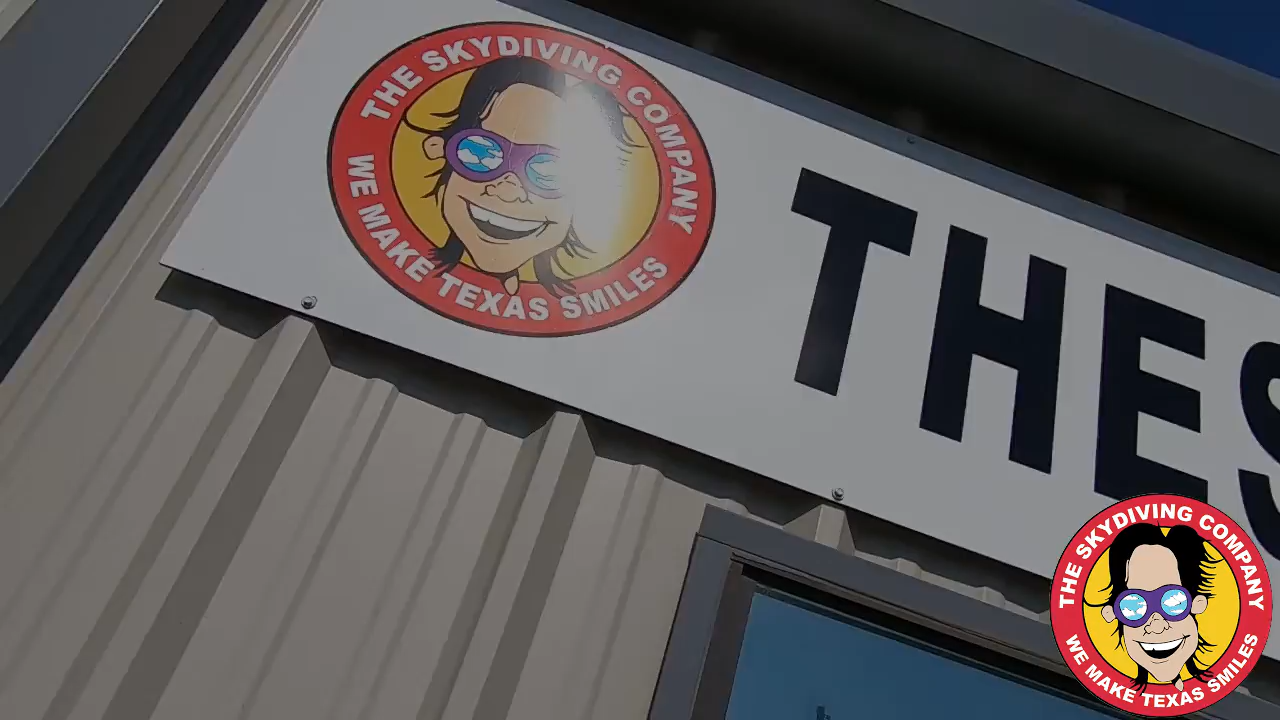 THE SKYDIVING COMPANY
WE MAKE TEXAS SMILES
THES
THE SKYDIVING COMPANY
WE MAKE TEXAS SMILES